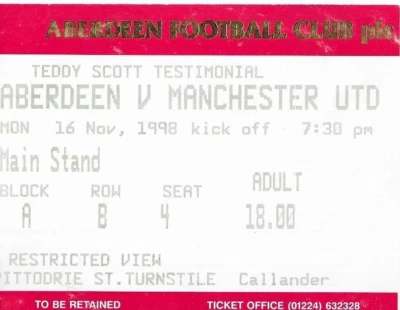 ABERDEEN FOOTBALL CLUB plc
TEDDY SCOTT TESTIMONIAL
ABERDEEN V MANCHESTER UTD
MON 16 Nov, 1998 kick off - 7:30 pm
Main Stand
BLOCK ROW SEAT ADULT
A B 4 18.00
RESTRICTED VIEW
PITTODRIE ST.TURNSTILE Callander
TO BE RETAINED TICKET OFFICE (01224) 632328